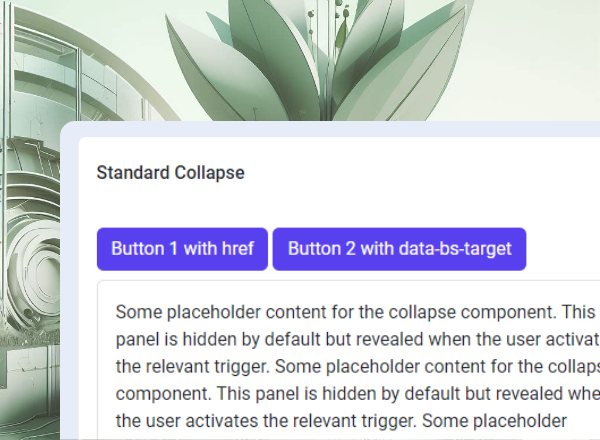 Standard Collapse
Button 1 with href
Button 2 with data-bs-target
Some placeholder content for the collapse component. This
panel is hidden by default but revealed when the user activat
the relevant trigger. Some placeholder content for the collaps
component. This panel is hidden by default but revealed whe
the user activates the relevant trigger. Some placeholder